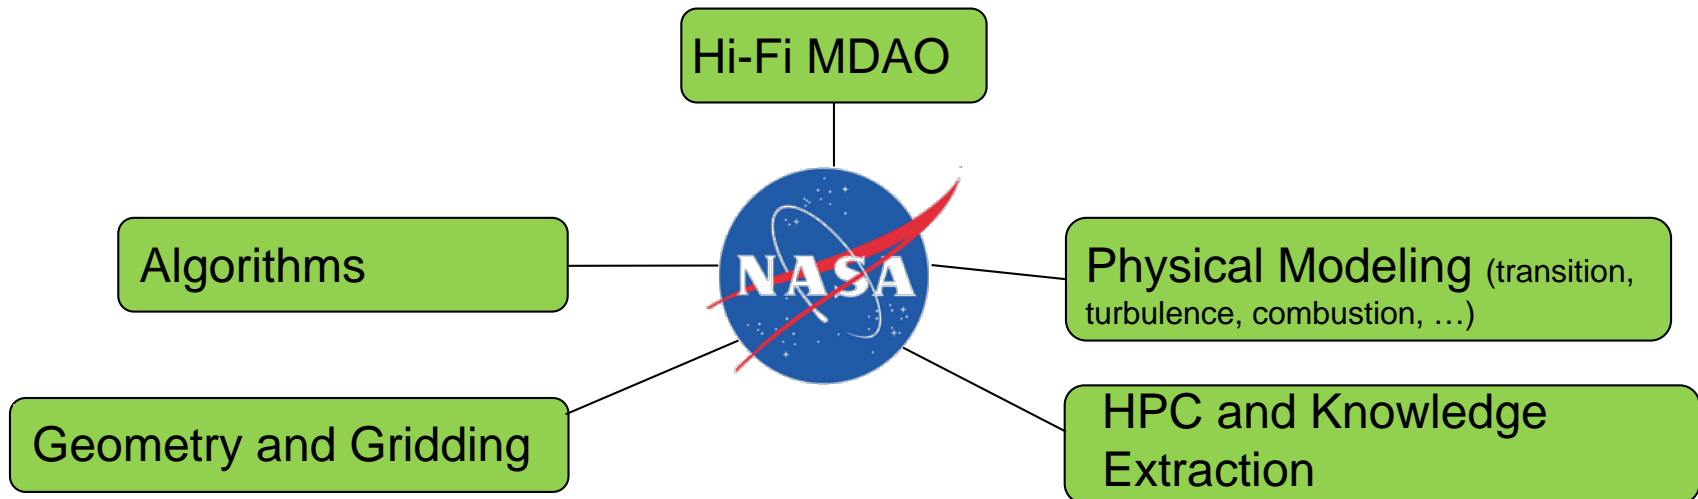 Hi-Fi MDAO
Algorithms
NASA
Physical Modeling (transition,
turbulence, combustion, …)
Geometry and Gridding
HPC and Knowledge
Extraction